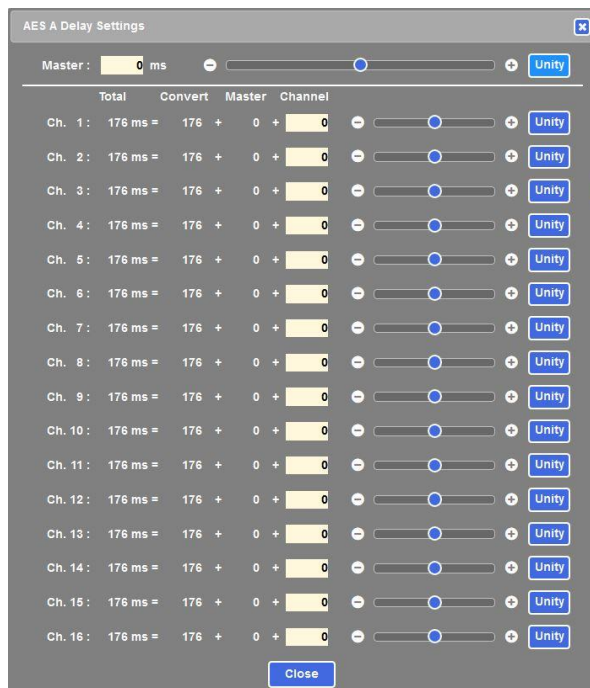 AES A Delay Settings
Master : 0 ms Unity
Total Convert Master Channel
Ch. 1 : 176 ms = 176 + 0 + 0 Unity
Ch. 2 : 176 ms = 176 + 0 + 0 Unity
Ch. 3 : 176 ms = 176 + 0 + 0 Unity
Ch. 4 : 176 ms = 176 + 0 + 0 Unity
Ch. 5 : 176 ms = 176 + 0 + 0 Unity
Ch. 6 : 176 ms = 176 + 0 + 0 Unity
Ch. 7 : 176 ms = 176 + 0 + 0 Unity
Ch. 8 : 176 ms = 176 + 0 + 0 Unity
Ch. 9 : 176 ms = 176 + 0 + 0 Unity
Ch. 10 : 176 ms = 176 + 0 + 0 Unity
Ch. 11 : 176 ms = 176 + 0 + 0 Unity
Ch. 12 : 176 ms = 176 + 0 + 0 Unity
Ch. 13 : 176 ms = 176 + 0 + 0 Unity
Ch. 14 : 176 ms = 176 + 0 + 0 Unity
Ch. 15 : 176 ms = 176 + 0 + 0 Unity
Ch. 16 : 176 ms = 176 + 0 + 0 Unity
Close